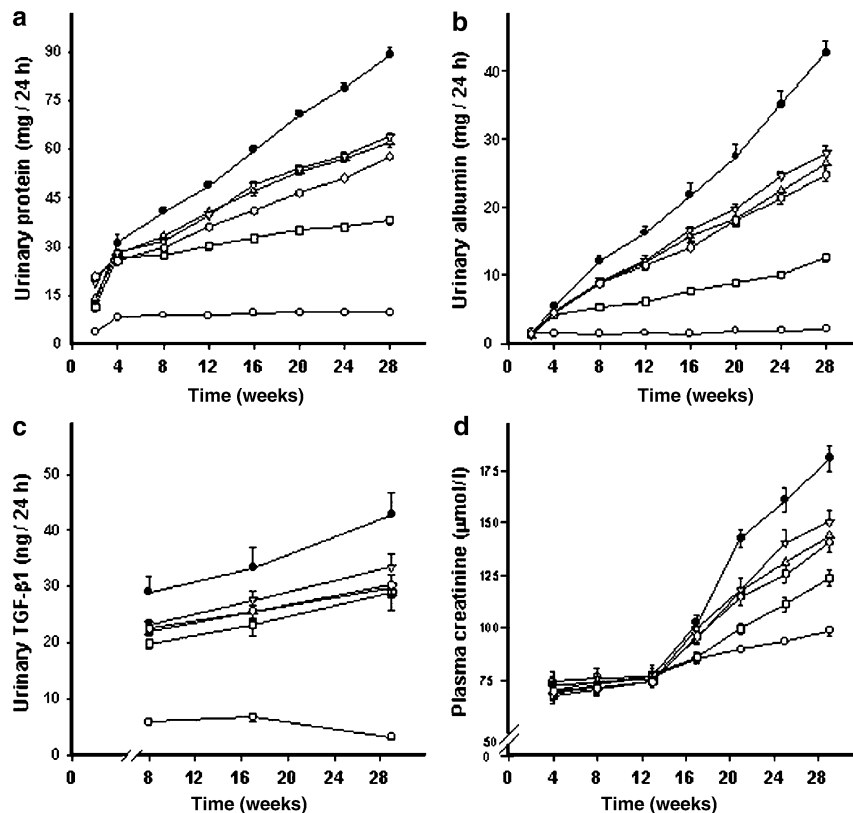 a
Urinary protein (mg / 24 h)
90
75
60
45
30
15
0
0 4 8 12 16 20 24 28
Time (weeks)
b
Urinary albumin (mg / 24 h)
40
30
20
10
0
0 4 8 12 16 20 24 28
Time (weeks)
c
Urinary TGF-β1 (ng / 24 h)
50
40
30
20
10
0
0 8 12 16 20 24 28
Time (weeks)
d
Plasma creatinine (μmol/l)
175
150
125
100
75
50
0
0 4 8 12 16 20 24 28
Time (weeks)